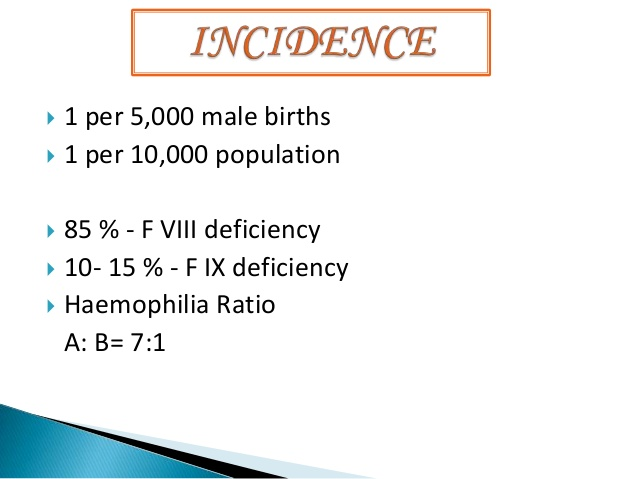 INCIDENCE
1 per 5,000 male births
1 per 10,000 population
85 % - F VIII deficiency
10- 15 % - F IX deficiency
Haemophilia Ratio
A: B= 7:1